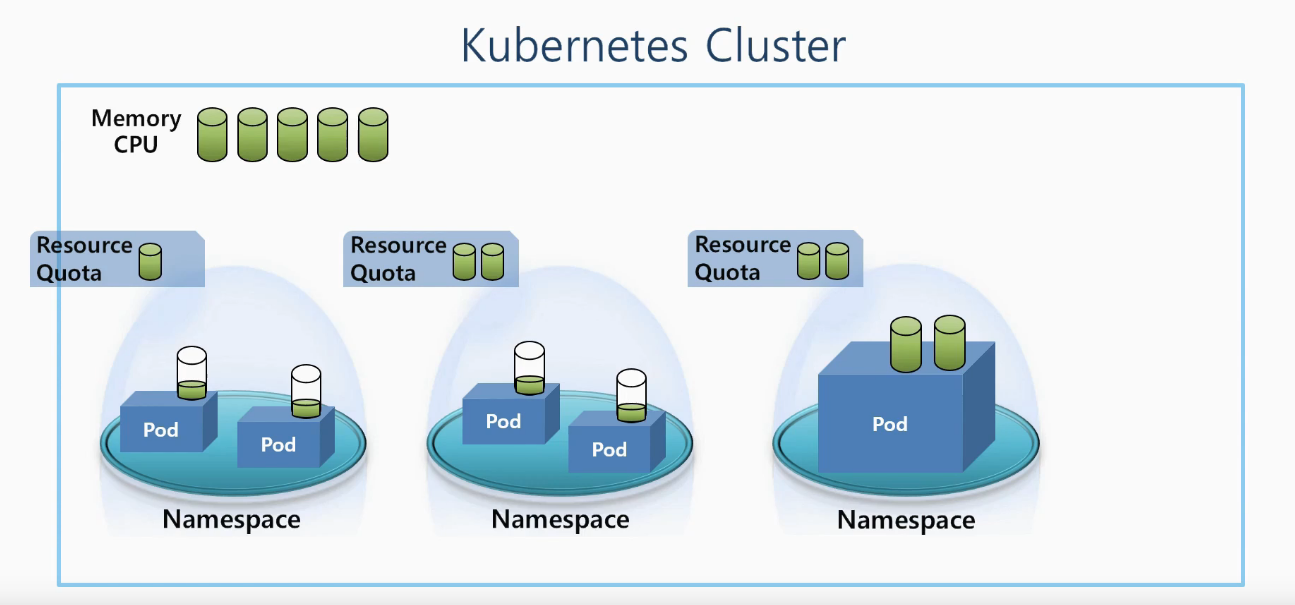 Kubernetes Cluster
Memory
CPU
Resource
Quota
Resource
Quota
Resource
Quota
Pod
Pod
Pod
Pod
Pod
Namespace
Namespace
Namespace